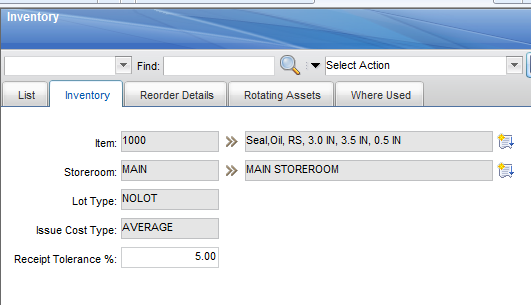 Inventory
Find: Select Action
List Inventory Reorder Details Rotating Assets Where Used
Item: 1000 Seal,Oil, RS, 3.0 IN, 3.5 IN, 0.5 IN
Storeroom: MAIN MAIN STOREROOM
Lot Type: NOLOT
Issue Cost Type: AVERAGE
Receipt Tolerance %: 5.00